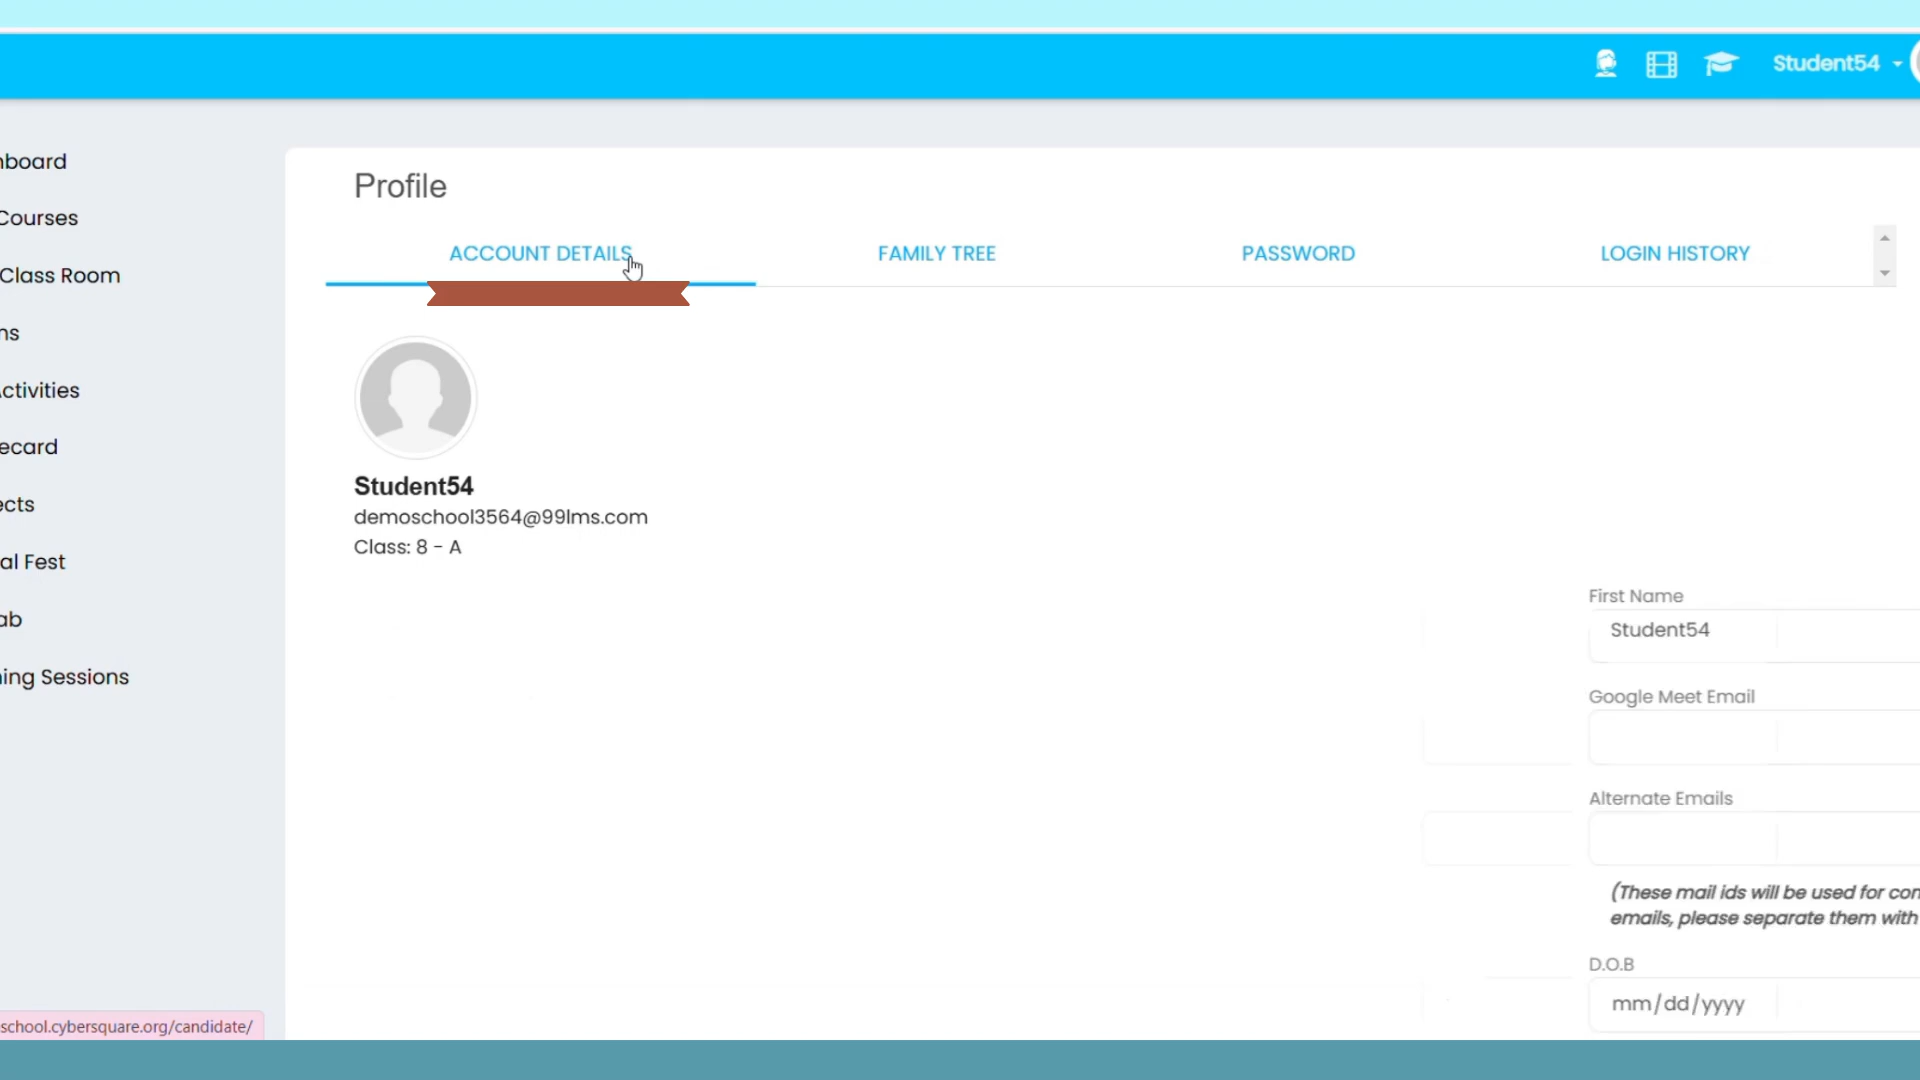 Student54
board
Courses
Class Room
ns
ctivities
ecard
ects
al Fest
ab
ing Sessions
Profile
ACCOUNT DETAILS
FAMILY TREE
PASSWORD
LOGIN HISTORY
Student54
demoschool3564@99lms.com
Class: 8 - A
First Name
Student54
Google Meet Email
Alternate Emails
(These mail ids will be used for con
emails, please separate them with
D.O.B
mm/dd/yyyy
school.cybersquare.org/candidate/